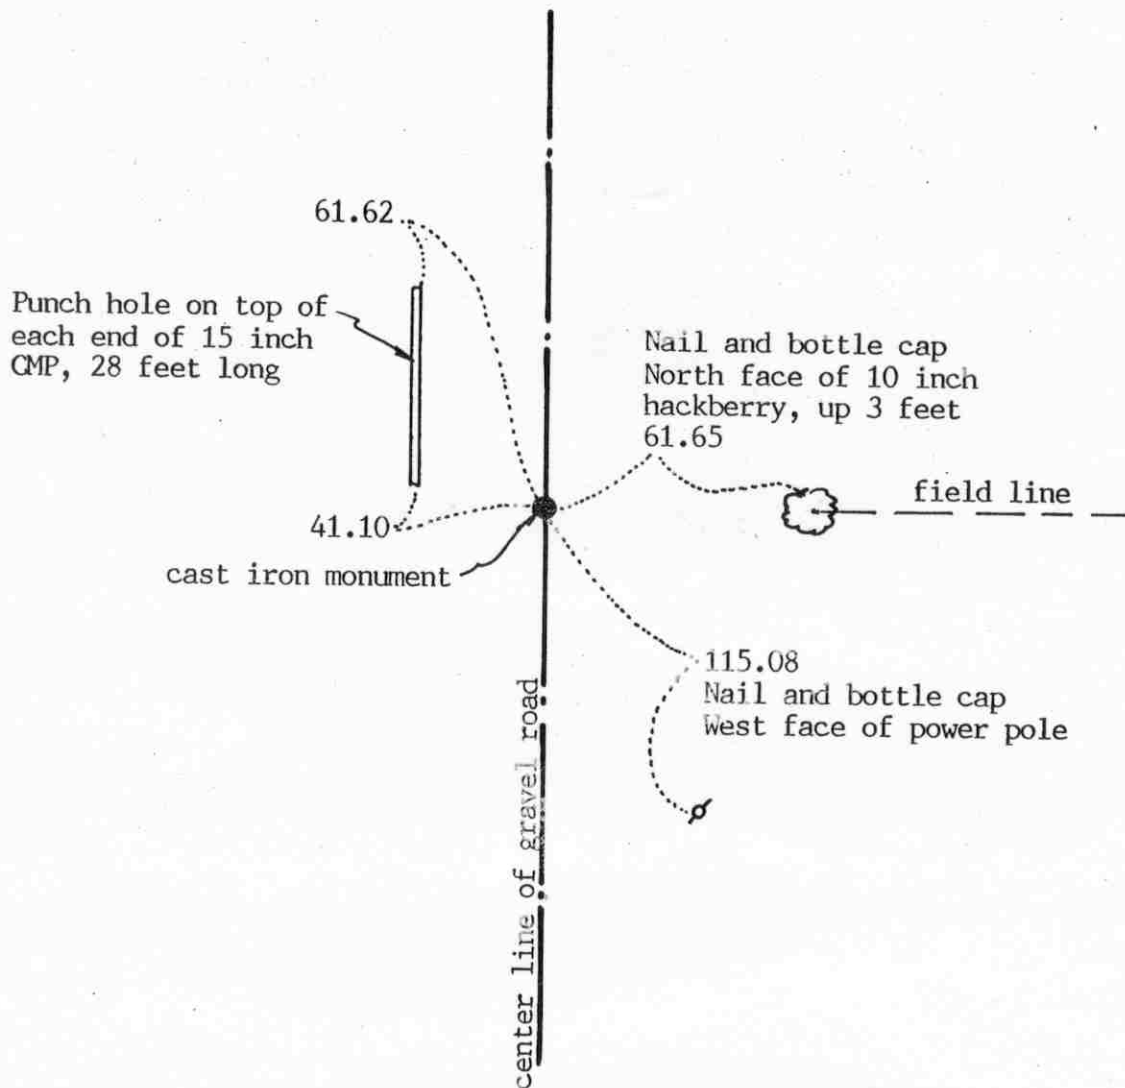 61.62
Punch hole on top of
each end of 15 inch
CMP, 28 feet long
Nail and bottle cap
North face of 10 inch
hackberry, up 3 feet
61.65
field line
41.10
cast iron monument
115.08
Nail and bottle cap
West face of power pole
center line of gravel road